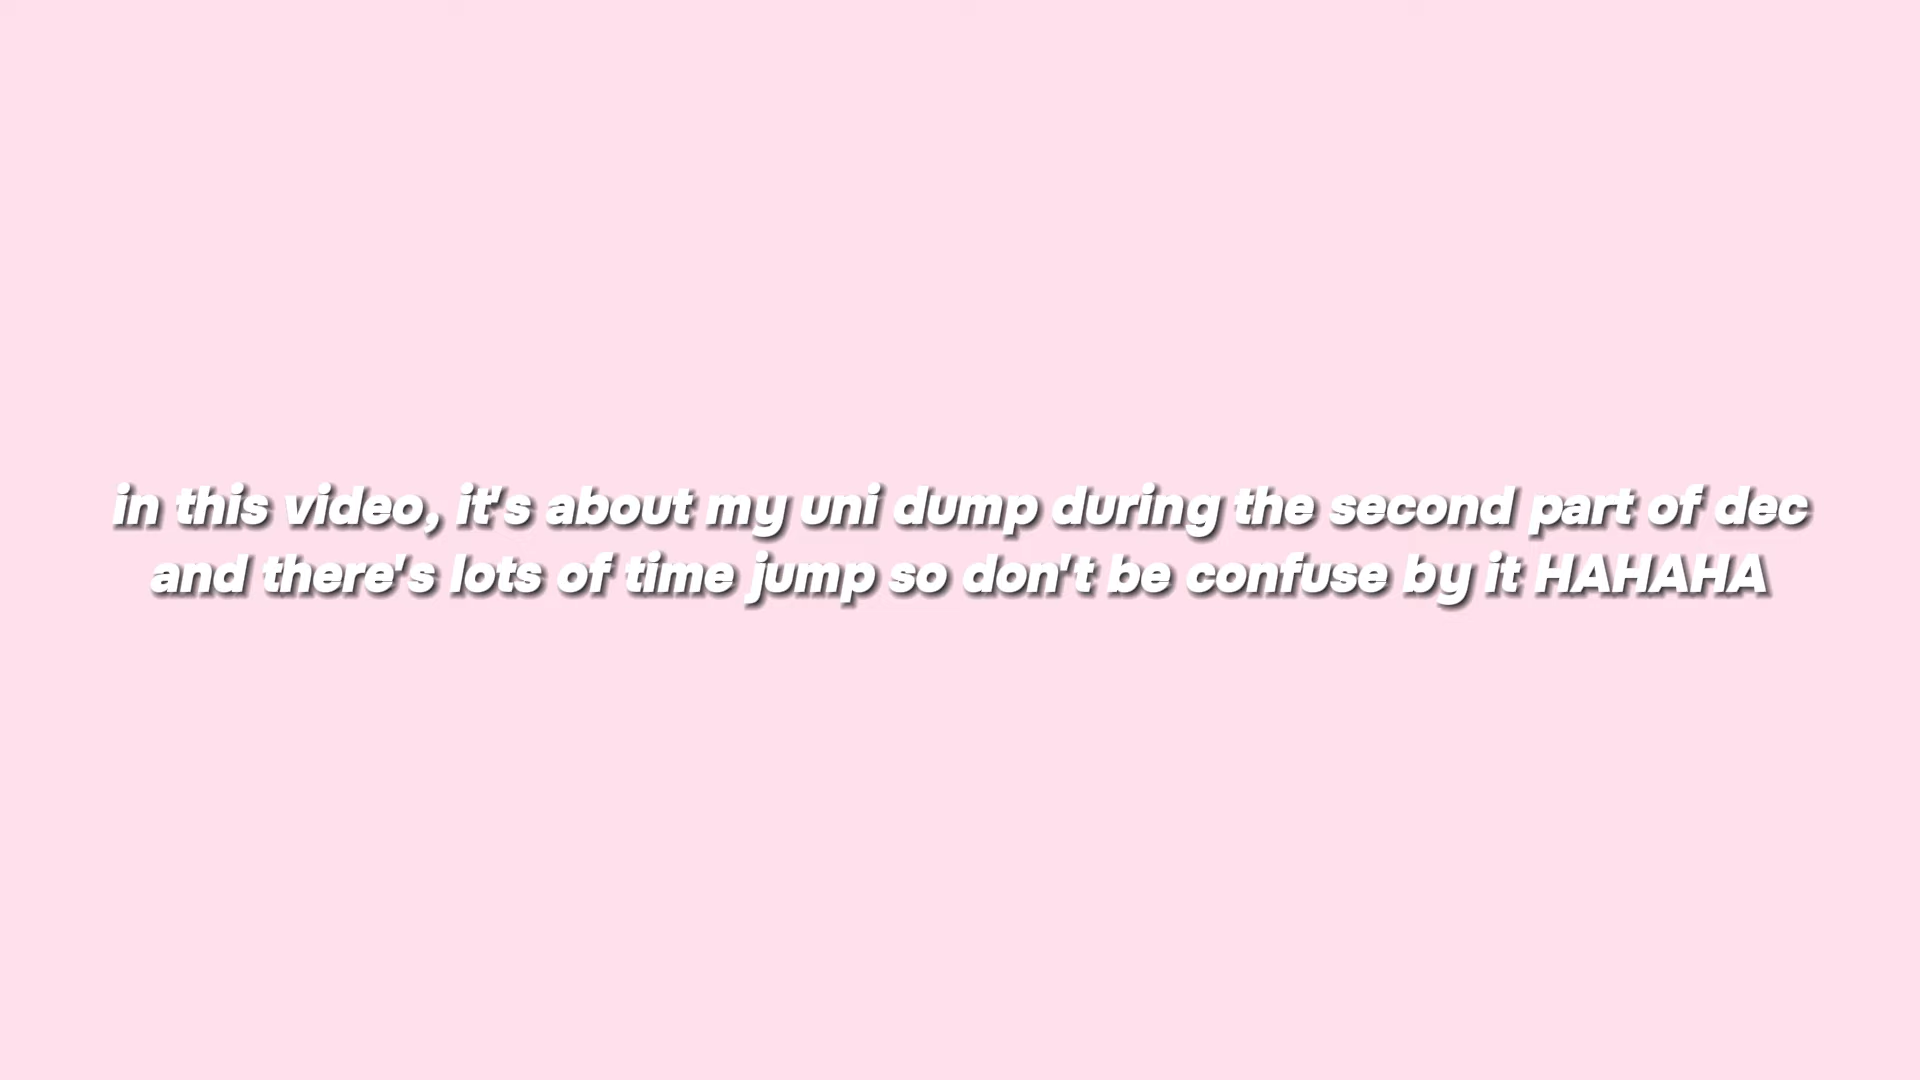 in this video, it's about my uni dump during the second part of dec
and there's lots of time jump so don't be confuse by it HAHAHA